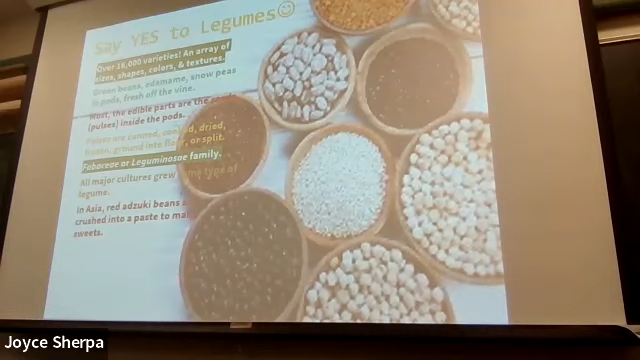 Say YES to Legumes☺
Over 16,000 varieties! An array of
sizes, shapes, colors, & textures.
Green beans, edamame, snow peas
in pods, fresh off the vine.
Most, the edible parts are the
(pulses) inside the pods.
Pulses are canned, cooked, dried,
frozen, ground into flour, or split.
Fabaceae or Leguminosae family.
All major cultures grew some type of
legume.
In Asia, red adzuki beans
crushed into a paste to
sweets.
Joyce Sherpa